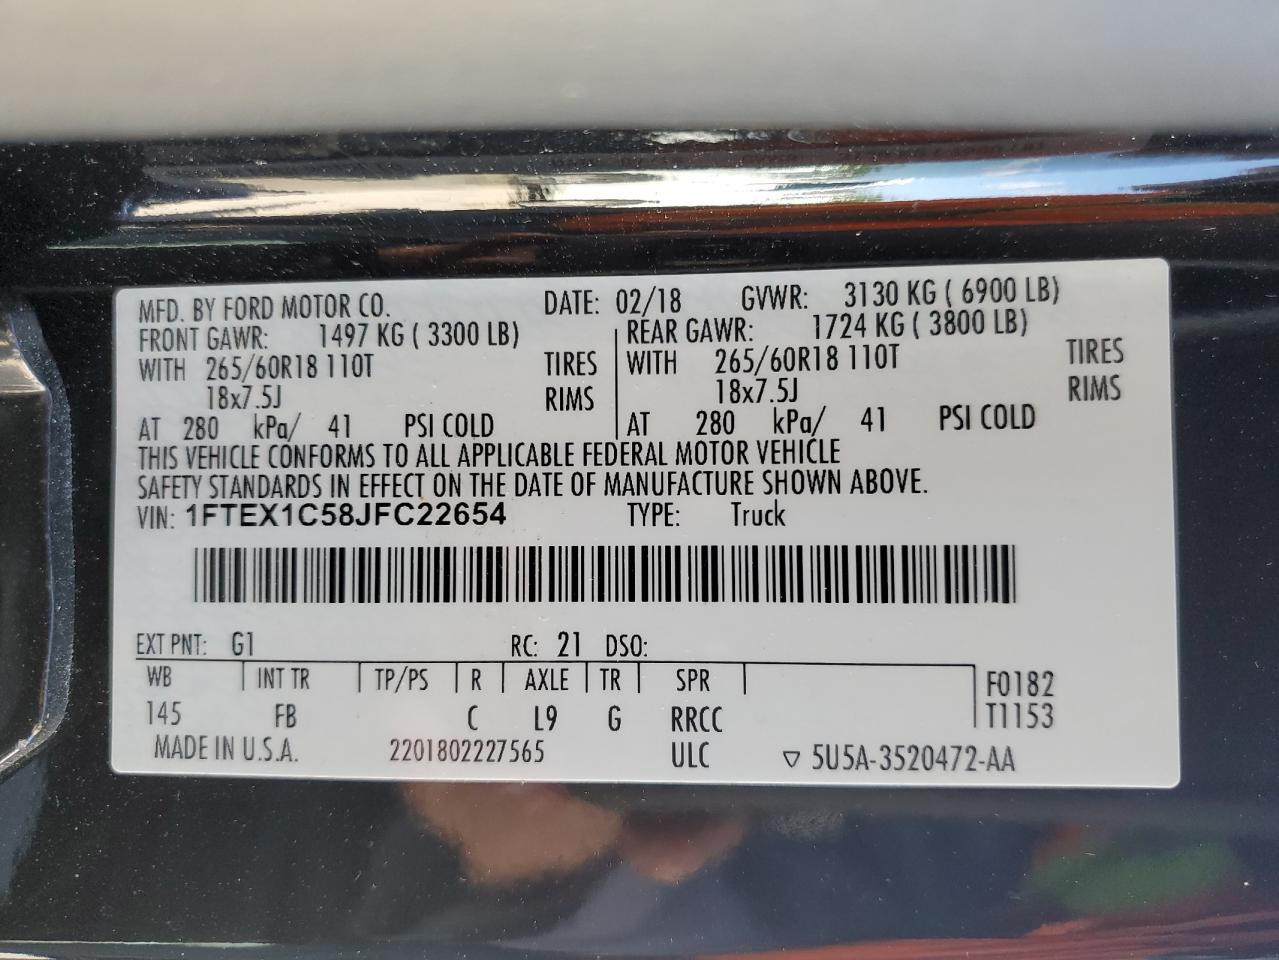 MFD. BY FORD MOTOR CO. DATE: 02/18 GVWR: 3130 KG ( 6900 LB)
FRONT GAWR: 1497 KG ( 3300 LB) REAR GAWR: 1724 KG ( 3800 LB)
WITH 265/60R18 110T TIRES WITH 265/60R18 110T TIRES
18x7.5J RIMS 18x7.5J RIMS
AT 280 kPa/ 41 PSI COLD AT 280 kPa/ 41 PSI COLD
THIS VEHICLE CONFORMS TO ALL APPLICABLE FEDERAL MOTOR VEHICLE
SAFETY STANDARDS IN EFFECT ON THE DATE OF MANUFACTURE SHOWN ABOVE.
VIN: 1FTEX1C58JFC22654 TYPE: Truck
EXT PNT: G1 RC: 21 DSO:
WB INT TR TP/PS R AXLE TR SPR F0182
145 FB C L9 G RRCC T1153
MADE IN U.S.A. 2201802227565 ULC ▽ 5U5A-3520472-AA